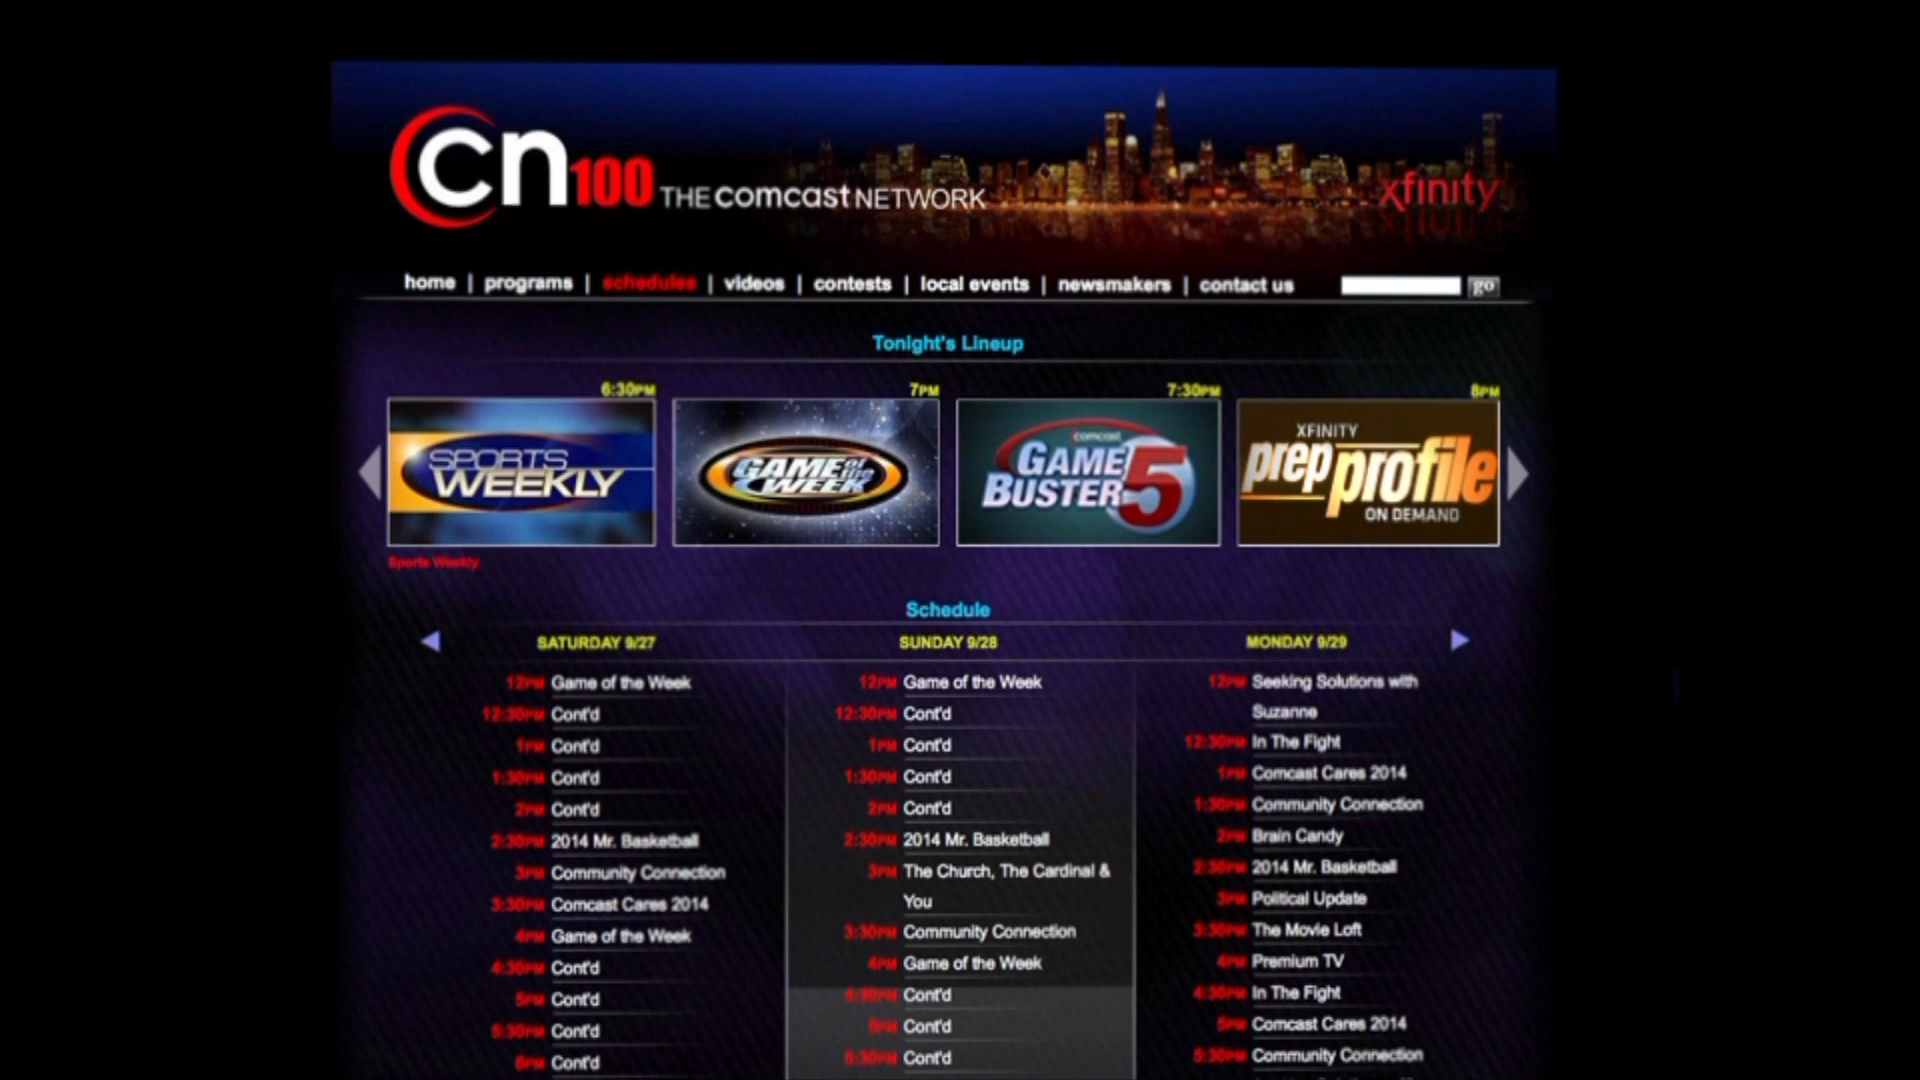 cn100 THE comcast NETWORK
xfinity
home | programs | schedules | videos | contests | local events | newsmakers | contact us
go
Tonight's Lineup
6:30PM
7PM
7:30PM
8PM
SPORTS
WEEKLY
GAME of the
WEEK
comcast
GAME
BUSTER 5
XFINITY
prep profile
ON DEMAND
Sports Weekly
Schedule
SATURDAY 9/27
12PM Game of the Week
12:30PM Cont'd
1PM Cont'd
1:30PM Cont'd
2PM Cont'd
2:30PM 2014 Mr. Basketball
3PM Community Connection
3:30PM Comcast Cares 2014
4PM Game of the Week
4:30PM Cont'd
5PM Cont'd
5:30PM Cont'd
6PM Cont'd
SUNDAY 9/28
12PM Game of the Week
12:30PM Cont'd
1PM Cont'd
1:30PM Cont'd
2PM Cont'd
2:30PM 2014 Mr. Basketball
3PM The Church, The Cardinal &
You
3:30PM Community Connection
4PM Game of the Week
4:30PM Cont'd
5PM Cont'd
5:30PM Cont'd
MONDAY 9/29
12PM Seeking Solutions with
Suzanne
12:30PM In The Fight
1PM Comcast Cares 2014
1:30PM Community Connection
2PM Brain Candy
2:30PM 2014 Mr. Basketball
3PM Political Update
3:30PM The Movie Loft
4PM Premium TV
4:30PM In The Fight
5PM Comcast Cares 2014
5:30PM Community Connection